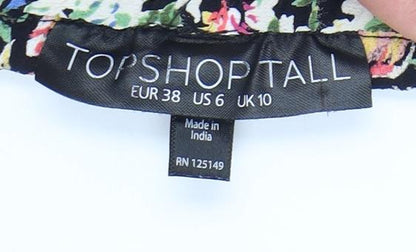 TOPSHOP TALL
EUR 38 US 6 UK 10
Made in
India
RN 125149